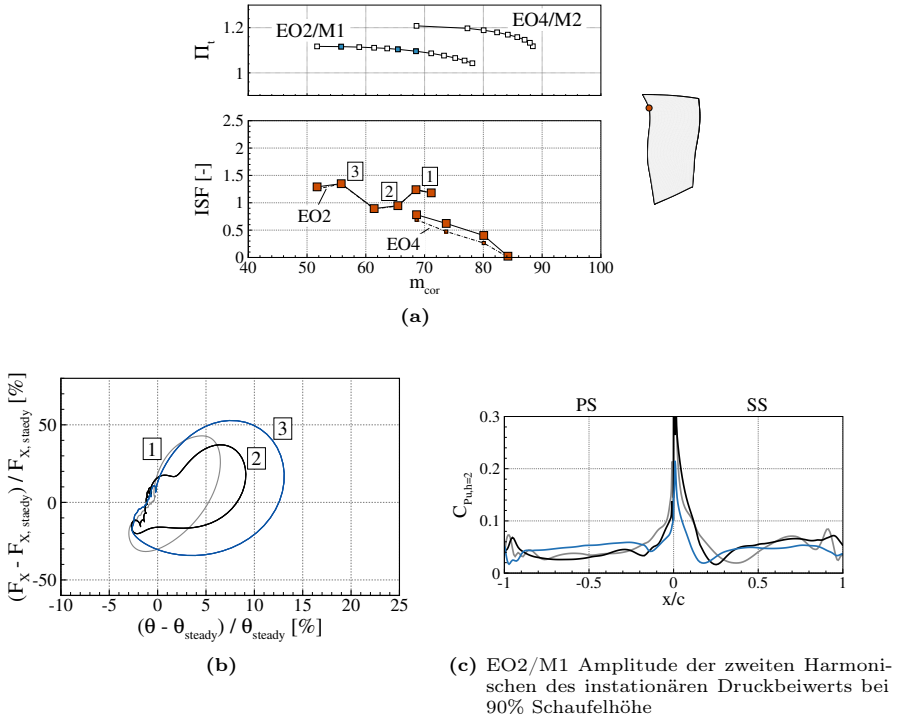 EO2/M1
EO4/M2
1.2
1
Π_t
2.5
2
1.5
1
0.5
0
ISF [-]
3
2
1
EO2
EO4
40 50 60 70 80 90 100
m_cor
(a)
(F_X - F_X, staedy) / F_X, staedy) [%]
50
0
-50
1
3
2
-10 -5 0 5 10 15 20 25
(θ - θ_steady) / θ_steady [%]
(b)
PS SS
C_Pu,h=2
0.3
0.2
0.1
0
-1 -0.5 0.0 0.5 1
x/c
(c) EO2/M1 Amplitude der zweiten Harmoni-
schen des instationären Druckbeiwerts bei
90% Schaufelhöhe